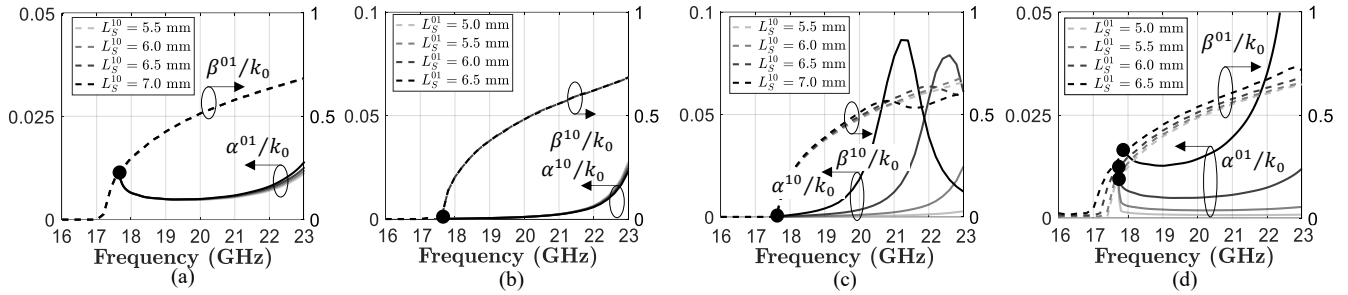 0.05
0.025
0
1
0.5
0
L_S^10 = 5.5 mm
L_S^10 = 6.0 mm
L_S^10 = 6.5 mm
L_S^10 = 7.0 mm
β^01/k_0
α^01/k_0
16 17 18 19 20 21 22 23
Frequency (GHz)
(a)
0.1
0.05
0
1
0.5
0
L_S^01 = 5.0 mm
L_S^01 = 5.5 mm
L_S^01 = 6.0 mm
L_S^01 = 6.5 mm
β^10/k_0
α^10/k_0
16 17 18 19 20 21 22 23
Frequency (GHz)
(b)
0.1
0.05
0
1
0.5
0
L_S^10 = 5.5 mm
L_S^10 = 6.0 mm
L_S^10 = 6.5 mm
L_S^10 = 7.0 mm
β^10/k_0
α^10/k_0
16 17 18 19 20 21 22 23
Frequency (GHz)
(c)
0.05
0.025
0
1
0.5
0
L_S^01 = 5.0 mm
L_S^01 = 5.5 mm
L_S^01 = 6.0 mm
L_S^01 = 6.5 mm
β^01/k_0
α^01/k_0
16 17 18 19 20 21 22 23
Frequency (GHz)
(d)